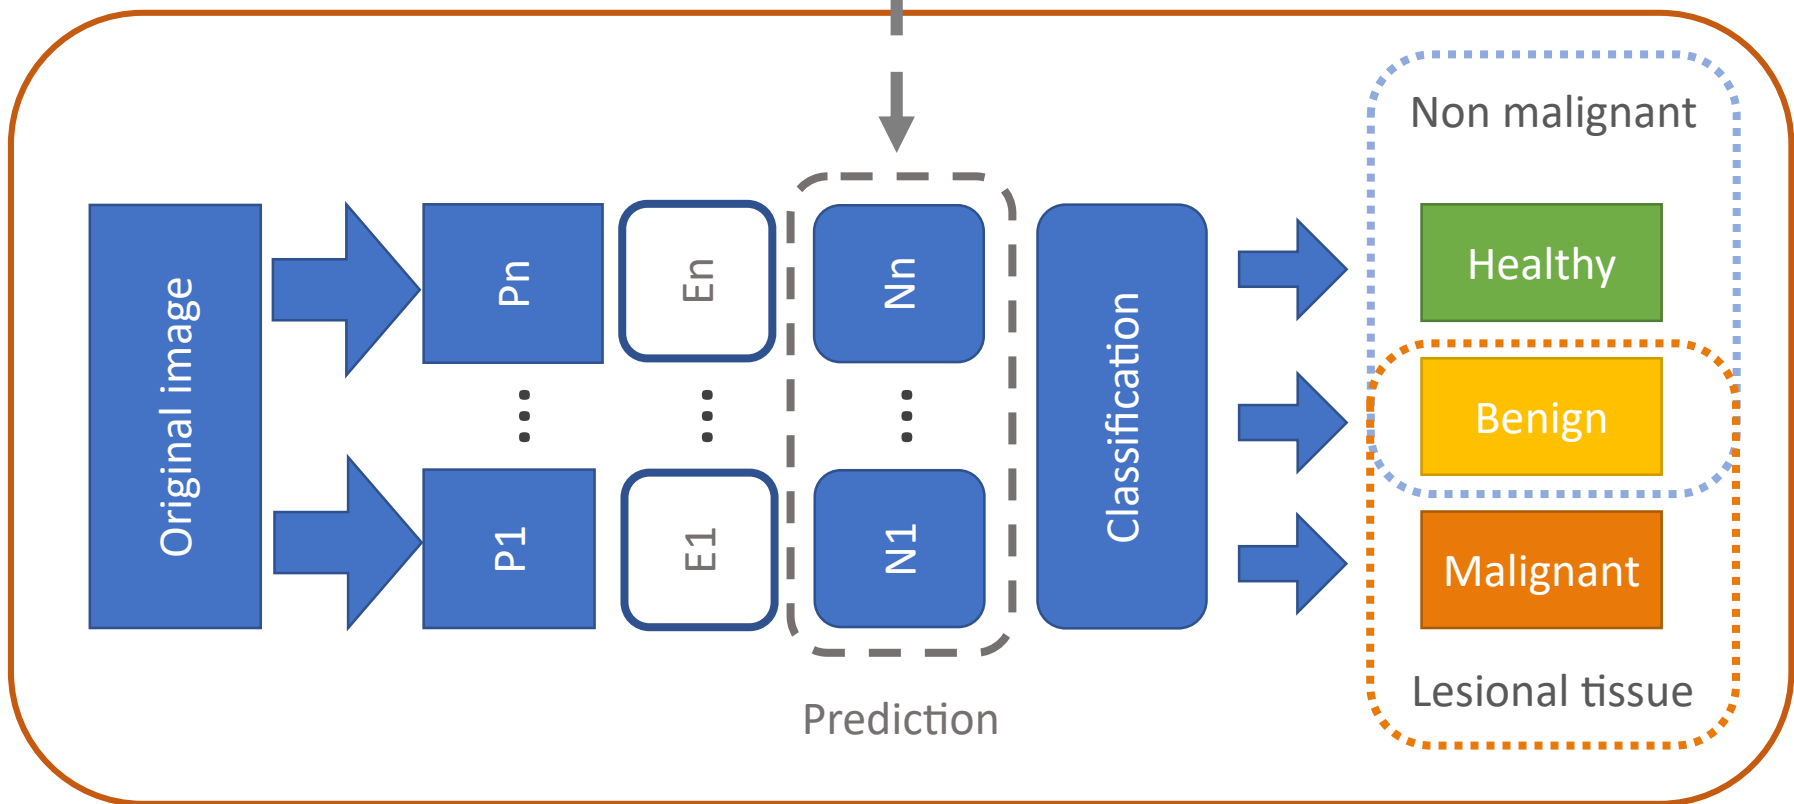 Original image
Pn
P1
En
E1
Nn
N1
Prediction
Classification
Non malignant
Healthy
Benign
Malignant
Lesional tissue